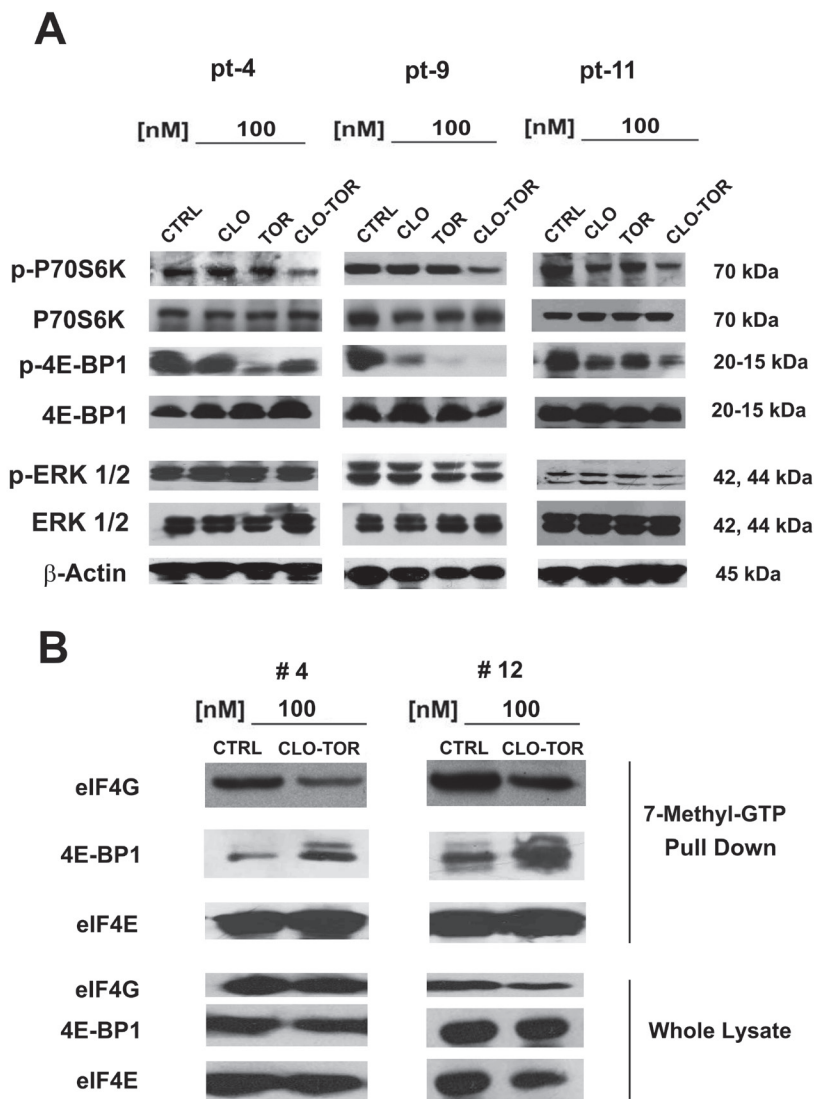 A
pt-4 pt-9 pt-11
[nM] 100 [nM] 100 [nM] 100
CTRL CLO TOR CLO-TOR CTRL CLO TOR CLO-TOR CTRL CLO TOR CLO-TOR
p-P70S6K 70 kDa
P70S6K 70 kDa
p-4E-BP1 20-15 kDa
4E-BP1 20-15 kDa
p-ERK 1/2 42, 44 kDa
ERK 1/2 42, 44 kDa
β-Actin 45 kDa
B
# 4 # 12
[nM] 100 [nM] 100
CTRL CLO-TOR CTRL CLO-TOR
eIF4G
7-Methyl-GTP
Pull Down
4E-BP1
eIF4E
eIF4G
4E-BP1 Whole Lysate
eIF4E